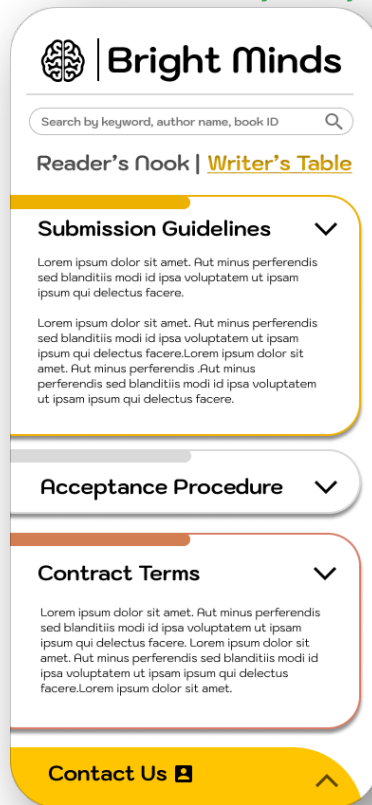 Bright Minds
Search by keyword, author name, book ID
Reader's Nook | Writer's Table
Submission Guidelines
Lorem ipsum dolor sit amet. Aut minus perferendis
sed blanditiis modi id ipsa voluptatem ut ipsam
ipsum qui delectus facere.
Lorem ipsum dolor sit amet. Aut minus perferendis
sed blanditiis modi id ipsa voluptatem ut ipsam
ipsum qui delectus facere.Lorem ipsum dolor sit
amet. Aut minus perferendis .Aut minus
perferendis sed blanditiis modi id ipsa voluptatem
ut ipsam ipsum qui delectus facere.
Acceptance Procedure
Contract Terms
Lorem ipsum dolor sit amet. Aut minus perferendis
sed blanditiis modi id ipsa voluptatem ut ipsam
ipsum qui delectus facere. Lorem ipsum dolor sit
amet. Aut minus perferendis sed blanditiis modi id
ipsa voluptatem ut ipsam ipsum qui delectus
facere.Lorem ipsum dolor sit amet.
Contact Us